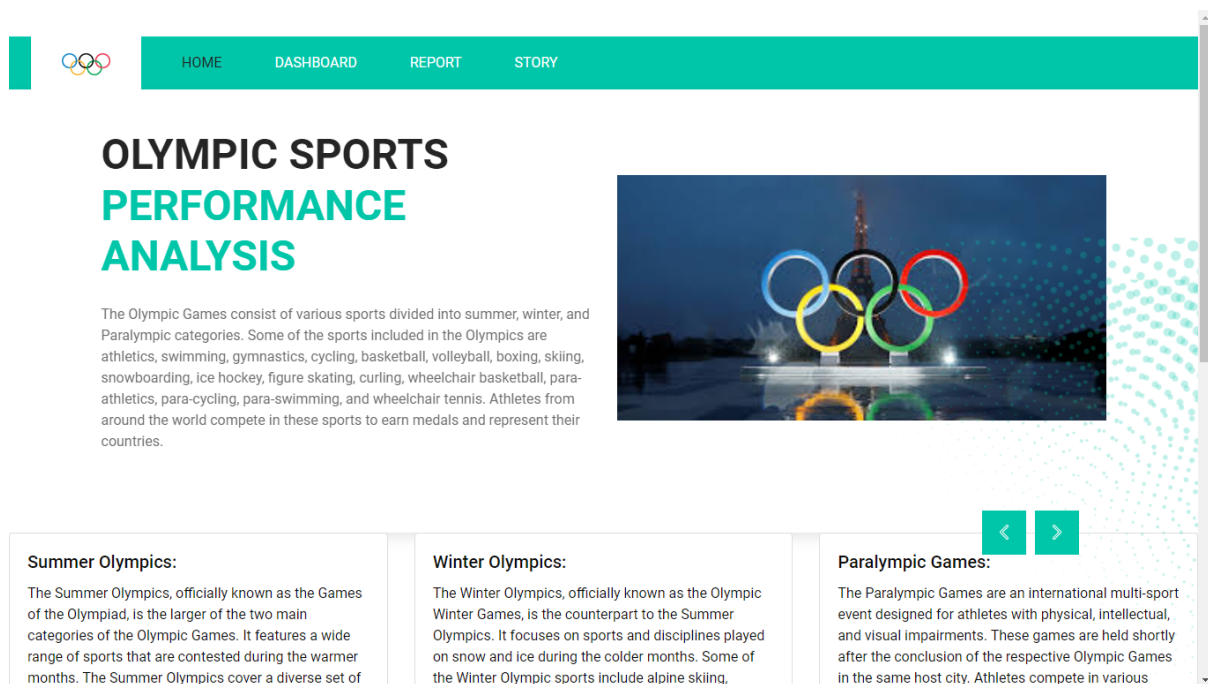 HOME DASHBOARD REPORT STORY
OLYMPIC SPORTS
PERFORMANCE
ANALYSIS
The Olympic Games consist of various sports divided into summer, winter, and
Paralympic categories. Some of the sports included in the Olympics are
athletics, swimming, gymnastics, cycling, basketball, volleyball, boxing, skiing,
snowboarding, ice hockey, figure skating, curling, wheelchair basketball, para-
athletics, para-cycling, para-swimming, and wheelchair tennis. Athletes from
around the world compete in these sports to earn medals and represent their
countries.
Summer Olympics:
The Summer Olympics, officially known as the Games
of the Olympiad, is the larger of the two main
categories of the Olympic Games. It features a wide
range of sports that are contested during the warmer
months. The Summer Olympics cover a diverse set of
Winter Olympics:
The Winter Olympics, officially known as the Olympic
Winter Games, is the counterpart to the Summer
Olympics. It focuses on sports and disciplines played
on snow and ice during the colder months. Some of
the Winter Olympic sports include alpine skiing,
Paralympic Games:
The Paralympic Games are an international multi-sport
event designed for athletes with physical, intellectual,
and visual impairments. These games are held shortly
after the conclusion of the respective Olympic Games
in the same host city. Athletes compete in various